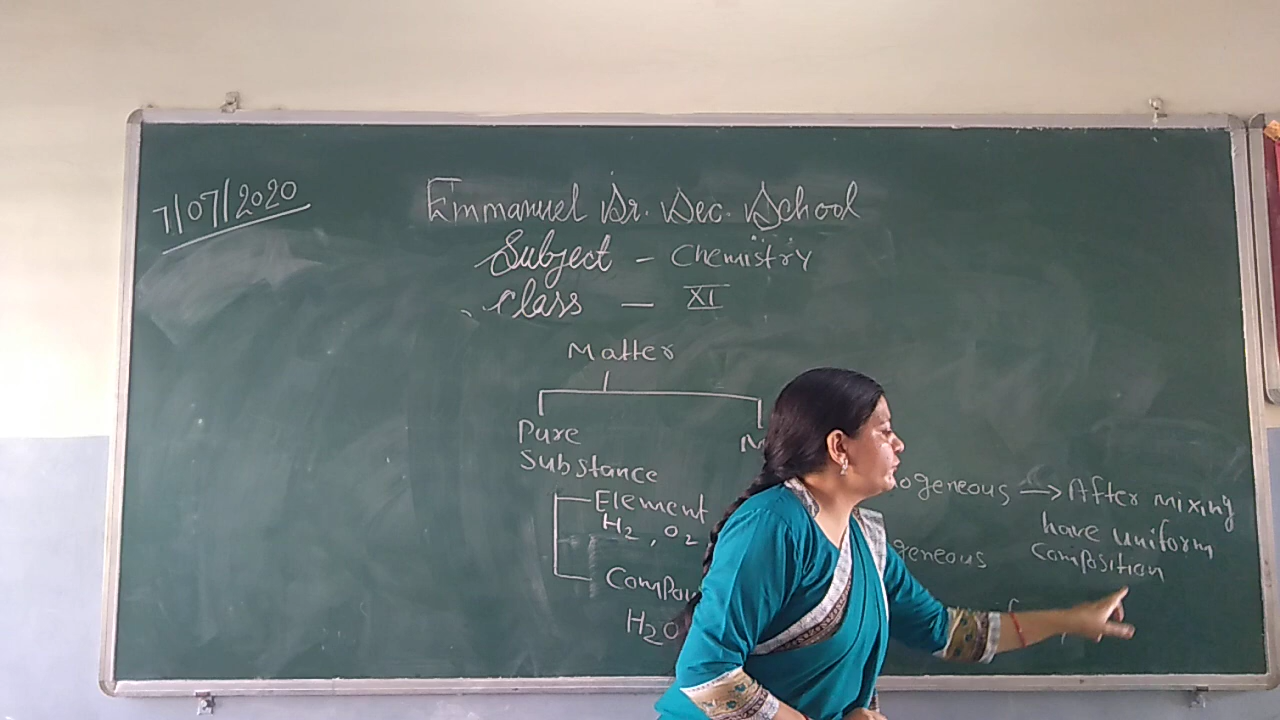 7/07/2020
Emmanuel Sr. Sec. School
Subject - Chemistry
Class - XI
Matter
Pure
Substance
Element
H2, O2
Compou
H2O
M
ogeneous → After mixing
have uniform
composition
geneous